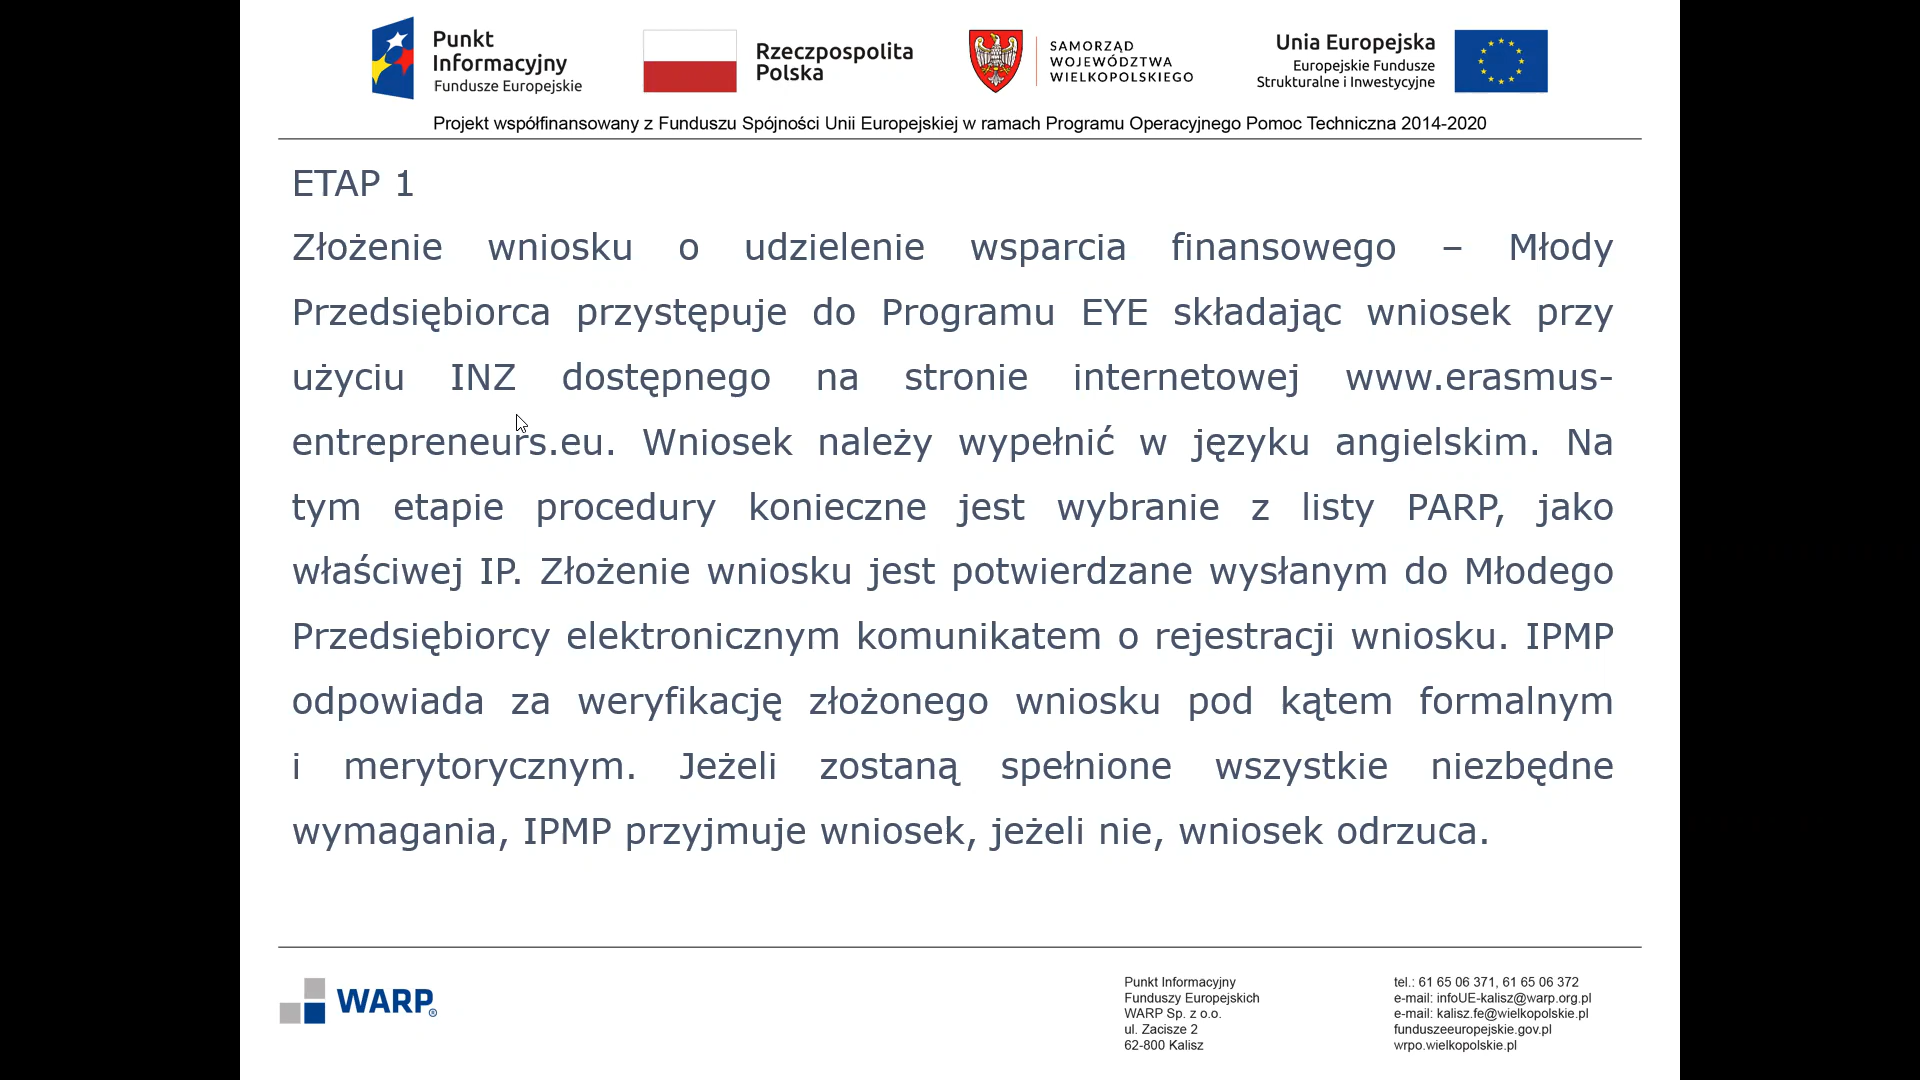 Punkt
Informacyjny
Fundusze Europejskie
Rzeczpospolita
Polska
SAMORZĄD
WOJEWÓDZTWA
WIELKOPOLSKIEGO
Unia Europejska
Europejskie Fundusze
Strukturalne i Inwestycyjne
Projekt współfinansowany z Funduszu Spójności Unii Europejskiej w ramach Programu Operacyjnego Pomoc Techniczna 2014-2020
ETAP 1
Złożenie wniosku o udzielenie wsparcia finansowego – Młody
Przedsiębiorca przystępuje do Programu EYE składając wniosek przy
użyciu INZ dostępnego na stronie internetowej www.erasmus-
entrepreneurs.eu. Wniosek należy wypełnić w języku angielskim. Na
tym etapie procedury konieczne jest wybranie z listy PARP, jako
właściwej IP. Złożenie wniosku jest potwierdzane wysłanym do Młodego
Przedsiębiorcy elektronicznym komunikatem o rejestracji wniosku. IPMP
odpowiada za weryfikację złożonego wniosku pod kątem formalnym
i merytorycznym. Jeżeli zostaną spełnione wszystkie niezbędne
wymagania, IPMP przyjmuje wniosek, jeżeli nie, wniosek odrzuca.
WARP®
Punkt Informacyjny
Funduszy Europejskich
WARP Sp. z o.o.
ul. Zacisze 2
62-800 Kalisz
tel.: 61 65 06 371, 61 65 06 372
e-mail: infoUE-kalisz@warp.org.pl
e-mail: kalisz.fe@wielkopolskie.pl
funduszeeuropejskie.gov.pl
wrpo.wielkopolskie.pl